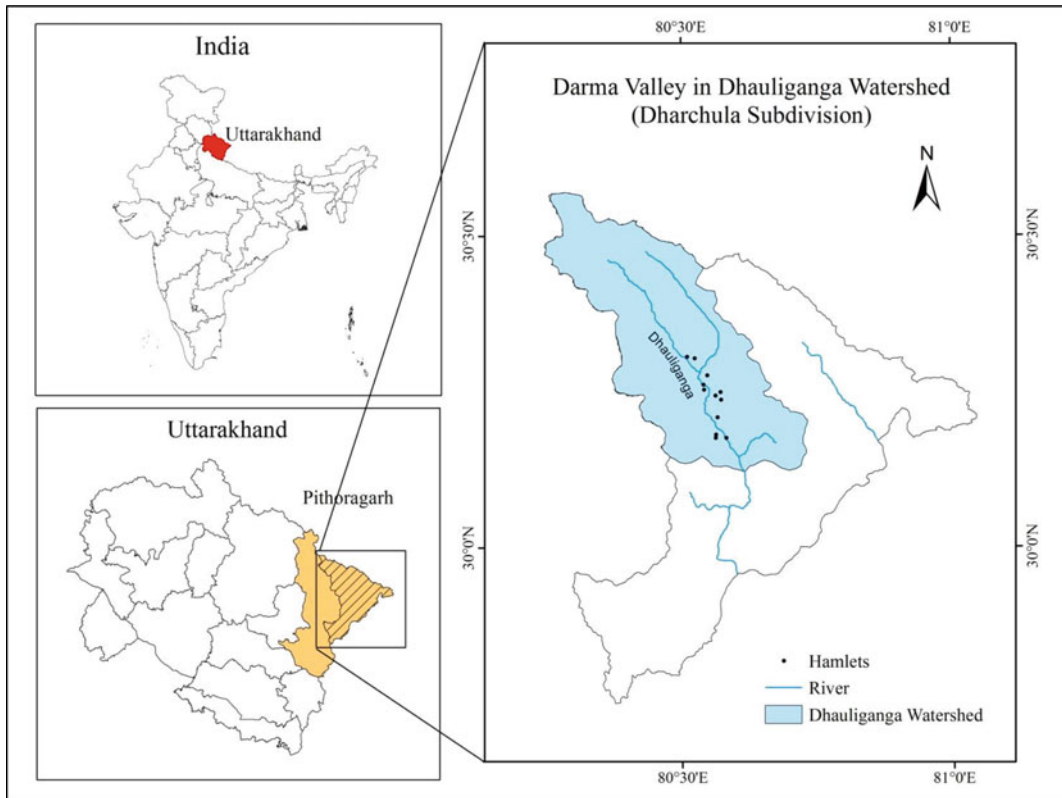 India
Uttarakhand
Uttarakhand
Pithoragarh
80°30'E
81°0'E
Darma Valley in Dhauliganga Watershed
(Dharchula Subdivision)
N
30°30'N
30°30'N
Dhauliganga
30°0'N
30°0'N
Hamlets
River
Dhauliganga Watershed
80°30'E
81°0'E